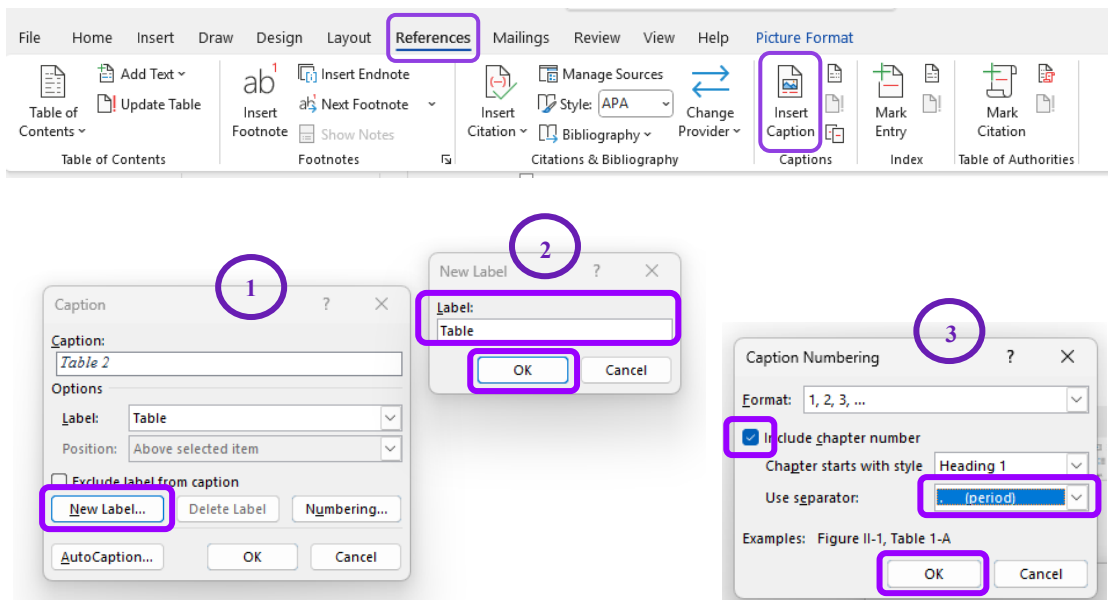 File Home Insert Draw Design Layout References Mailings Review View Help Picture Format
Table of Contents
Add Text
Update Table
Table of Contents
ab1
Insert Footnote
Insert Endnote
Next Footnote
Show Notes
Footnotes
Insert Citation
Manage Sources
Style: APA
Bibliography
Change Provider
Citations & Bibliography
Insert Caption
Captions
Mark Entry
Index
Mark Citation
Table of Authorities
1
Caption ?
Caption:
Table 2
Options
Label: Table
Position: Above selected item
Exclude label from caption
New Label... Delete Label Numbering...
AutoCaption... OK Cancel
2
New Label ?
Label:
Table
OK Cancel
3
Caption Numbering ?
Format: 1, 2, 3, ...
Include chapter number
Chapter starts with style Heading 1
Use separator: . (period)
Examples: Figure II-1, Table 1-A
OK Cancel